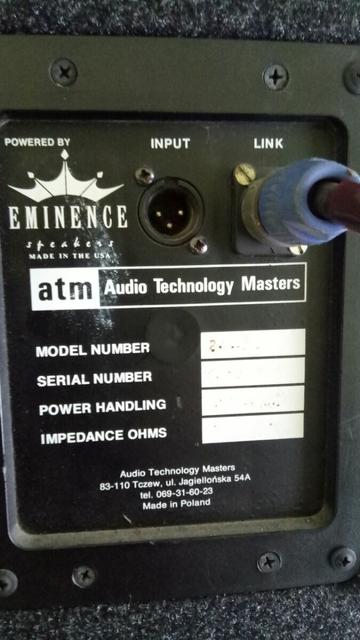 POWERED BY
INPUT
LINK
EMINENCE
speakers
MADE IN THE USA
atm Audio Technology Masters
MODEL NUMBER
SERIAL NUMBER
POWER HANDLING
IMPEDANCE OHMS
Audio Technology Masters
83-110 Tczew, ul. Jagiellońska 54A
tel. 069-31-60-23
Made in Poland